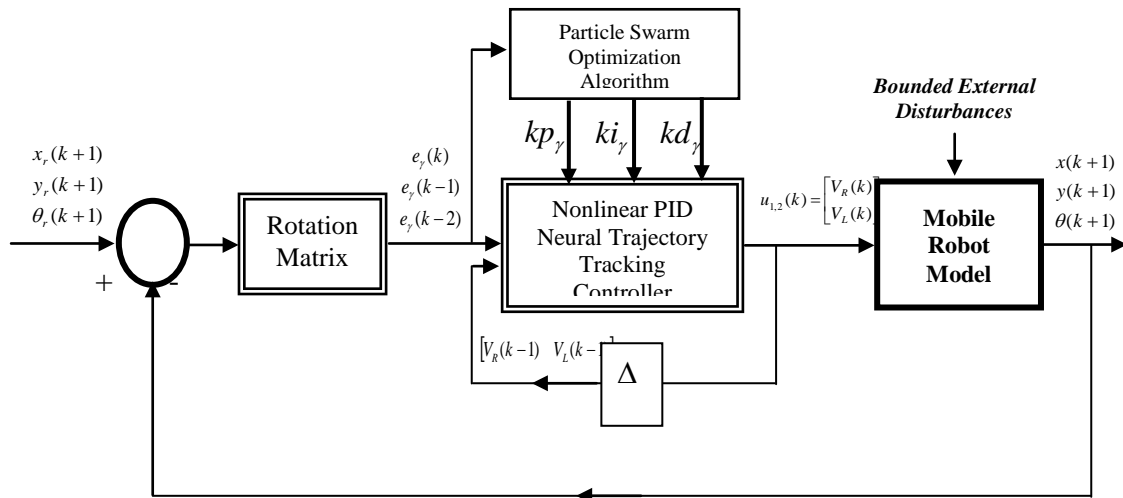 Particle Swarm
Optimization
Algorithm
Bounded External
Disturbances
kp_γ ki_γ kd_γ
x_r(k+1)
y_r(k+1)
θ_r(k+1)
+
-
Rotation
Matrix
e_γ(k)
e_γ(k−1)
e_γ(k−2)
Nonlinear PID
Neural Trajectory
Tracking
Controller
u_{1,2}(k) = [V_R(k)
V_L(k)]
Mobile
Robot
Model
x(k+1)
y(k+1)
θ(k+1)
[V_R(k−1) V_L(k−1)]
Δ